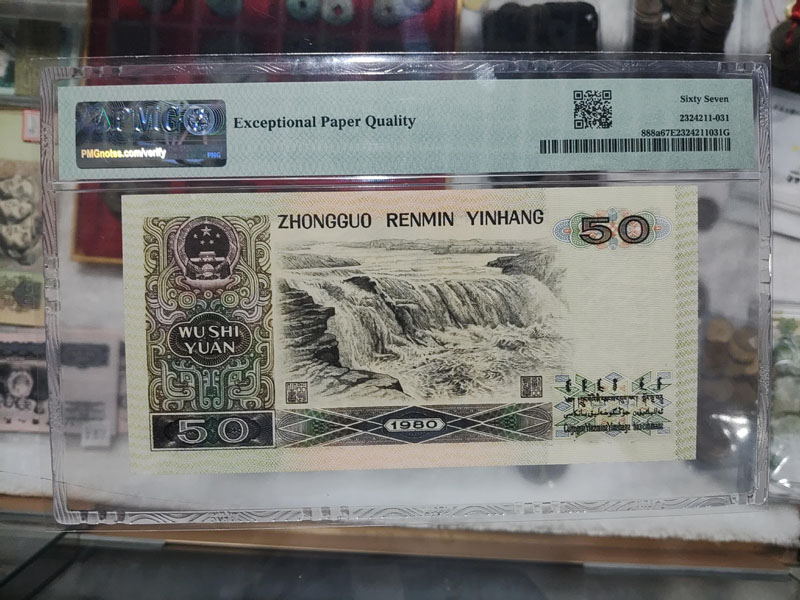 PMG
PMGnotes.com/verify
PMG
Exceptional Paper Quality
Sixty Seven
2324211-031
888a67E2324211031G
ZHONGGUO RENMIN YINHANG
50
WU SHI
YUAN
50
1980